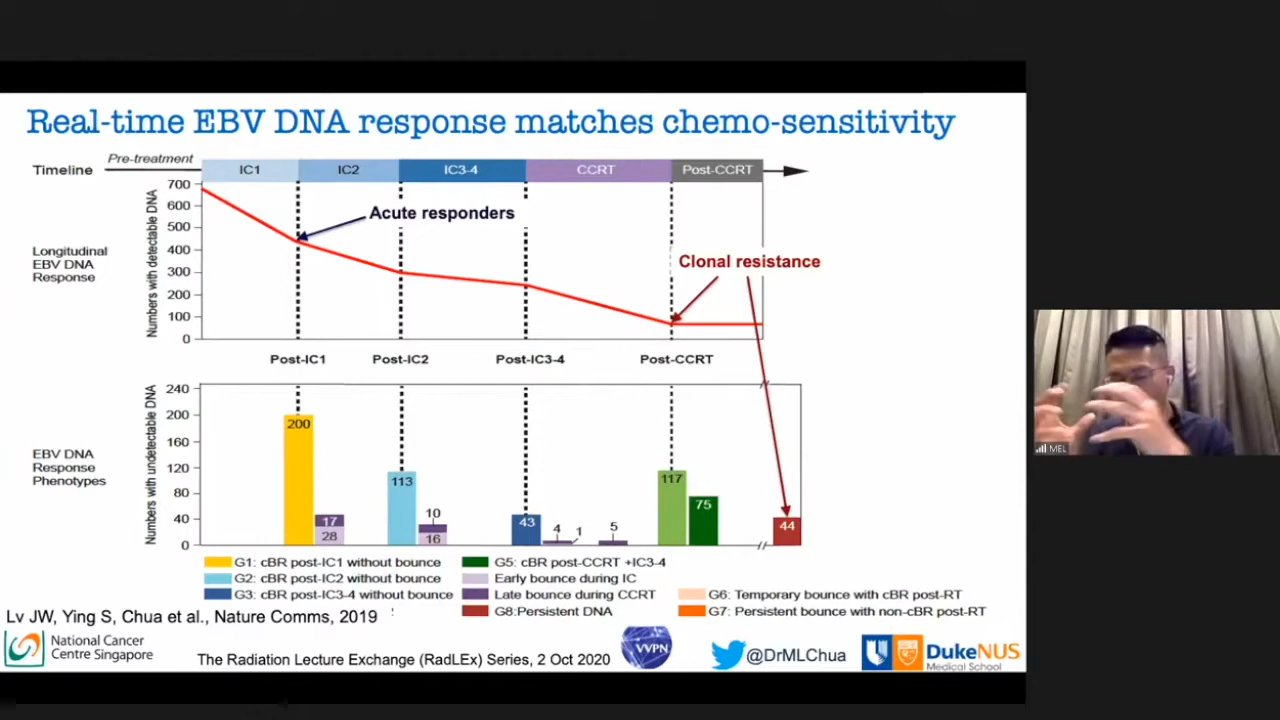 Real-time EBV DNA response matches chemo-sensitivity
Timeline
Pre-treatment
IC1
IC2
IC3-4
CCRT
Post-CCRT
Longitudinal
EBV DNA
Response
Numbers with detectable DNA
700
600
500
400
300
200
100
0
Acute responders
Clonal resistance
Post-IC1
Post-IC2
Post-IC3-4
Post-CCRT
EBV DNA
Response
Phenotypes
Numbers with undetectable DNA
240
200
160
120
80
40
0
200
17
28
113
10
16
43
4
1
5
117
75
44
G1: cBR post-IC1 without bounce
G2: cBR post-IC2 without bounce
G3: cBR post-IC3-4 without bounce
G5: cBR post-CCRT +IC3-4
Early bounce during IC
Late bounce during CCRT
G8:Persistent DNA
G6: Temporary bounce with cBR post-RT
G7: Persistent bounce with non-cBR post-RT
Lv JW, Ying S, Chua et al., Nature Comms, 2019
National Cancer
Centre Singapore
The Radiation Lecture Exchange (RadLEx) Series, 2 Oct 2020
VVPN
@DrMLChua
DukeNUS
Medical School
MEL